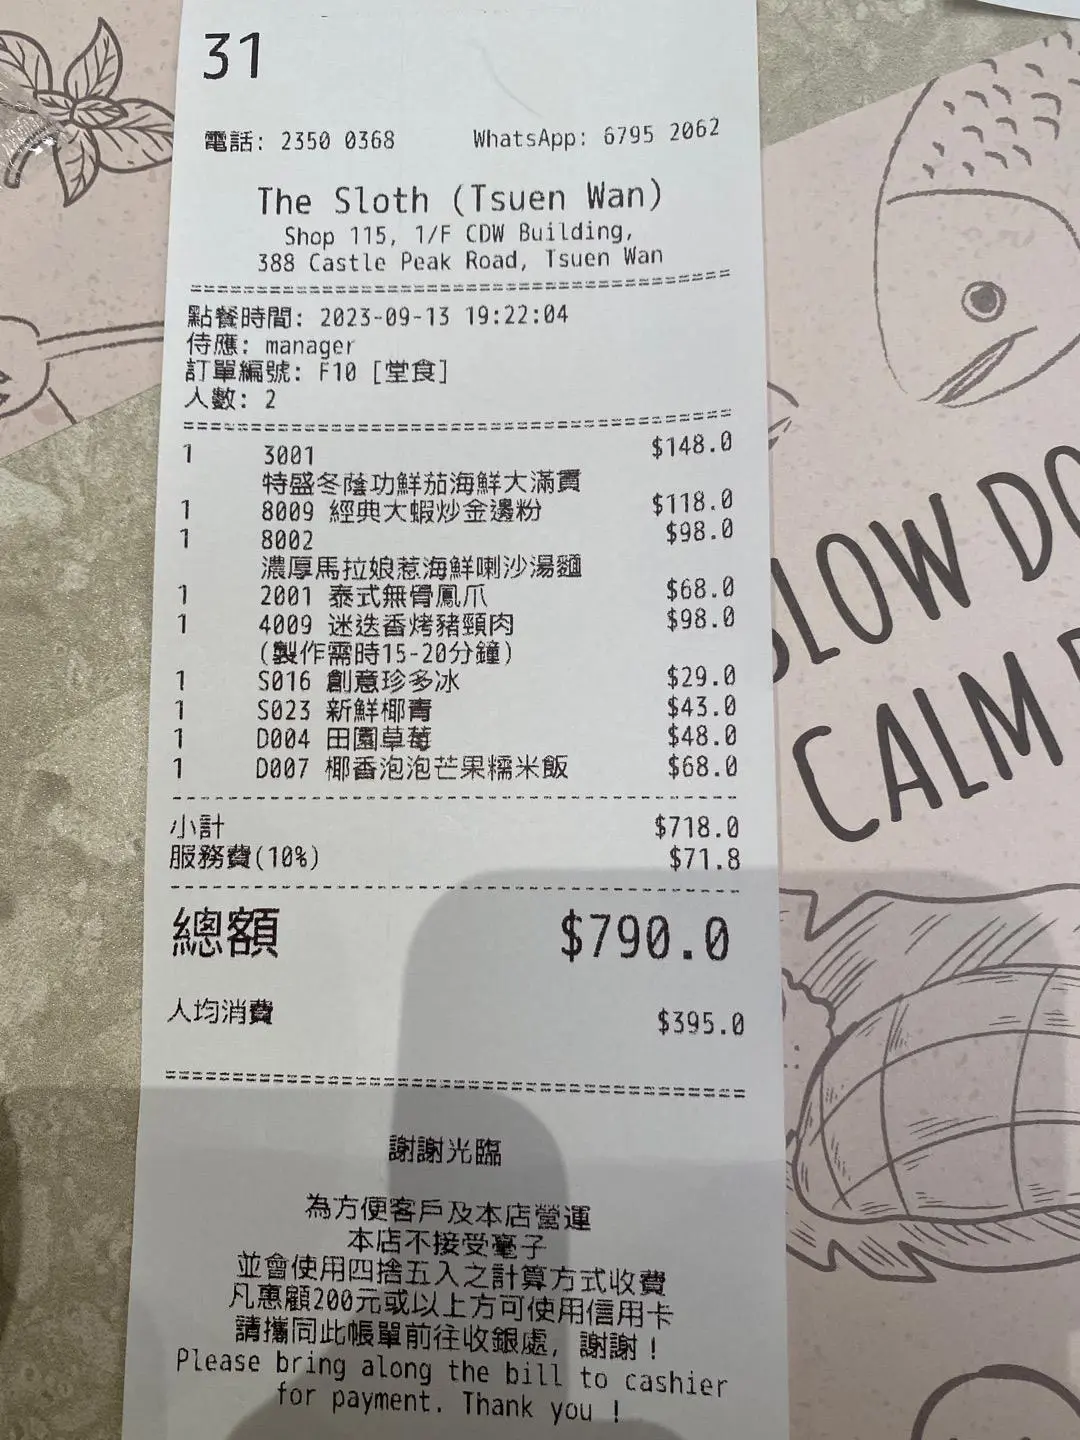 31
電話: 2350 0368 WhatsApp: 6795 2062
The Sloth (Tsuen Wan)
Shop 115, 1/F CDW Building,
388 Castle Peak Road, Tsuen Wan
點餐時間: 2023-09-13 19:22:04
侍應: manager
訂單編號: F10 [堂食]
人數: 2
1 3001 $148.0
特盛冬蔭功鮮茄海鮮大滿貫
1 8009 經典大蝦炒金邊粉 $118.0
1 8002 $98.0
濃厚馬拉娘惹海鮮喇沙湯麵
1 2001 泰式無骨鳳爪 $68.0
1 4009 迷迭香烤豬頸肉 $98.0
(製作需時15-20分鐘)
1 S016 創意珍多冰 $29.0
1 S023 新鮮椰青 $43.0
1 D004 田園草莓 $48.0
1 D007 椰香泡泡芒果糯米飯 $68.0
小計 $718.0
服務費(10%) $71.8
總額 $790.0
人均消費 $395.0
謝謝光臨
為方便客戶及本店營運
本店不接受毫子
並會使用四捨五入之計算方式收費
凡惠顧200元或以上方可使用信用卡
請攜同此帳單前往收銀處, 謝謝!
Please bring along the bill to cashier
for payment. Thank you !
SLOW DO
CALM